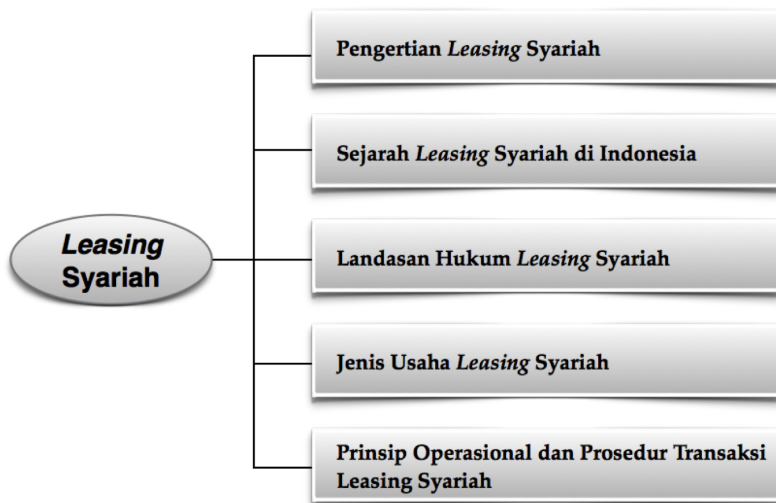 Leasing
Syariah
Pengertian Leasing Syariah
Sejarah Leasing Syariah di Indonesia
Landasan Hukum Leasing Syariah
Jenis Usaha Leasing Syariah
Prinsip Operasional dan Prosedur Transaksi
Leasing Syariah